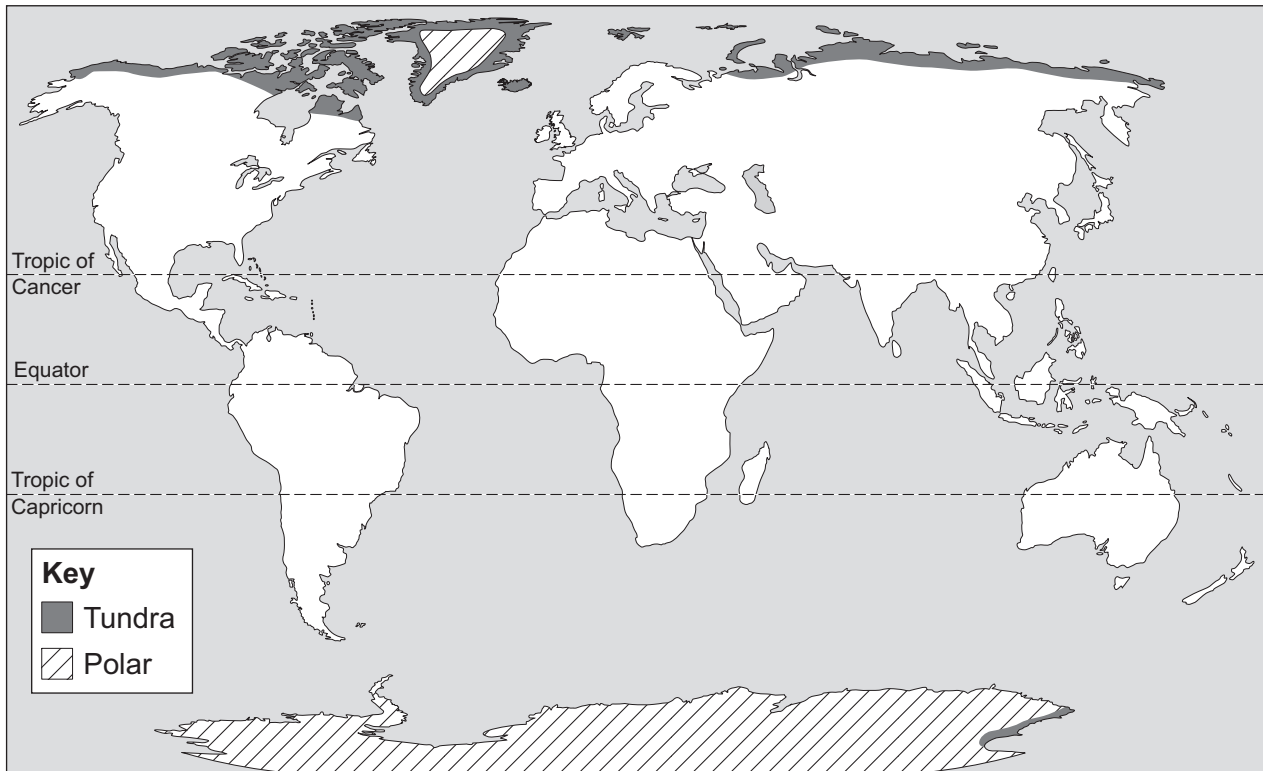 Tropic of
Cancer
Equator
Tropic of
Capricorn
Key
Tundra
Polar